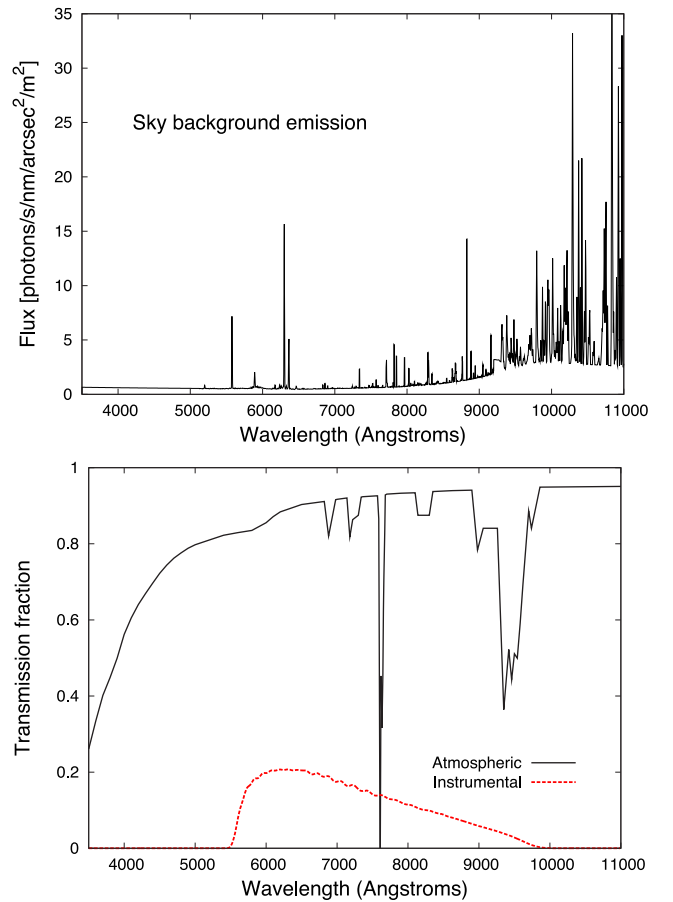 35
30
25
20
15
10
5
0
Flux [photons/s/nm/arcsec²/m²]
Sky background emission
4000 5000 6000 7000 8000 9000 10000 11000
Wavelength (Angstroms)
1
0.8
0.6
0.4
0.2
0
Transmission fraction
Atmospheric
Instrumental
4000 5000 6000 7000 8000 9000 10000 11000
Wavelength (Angstroms)